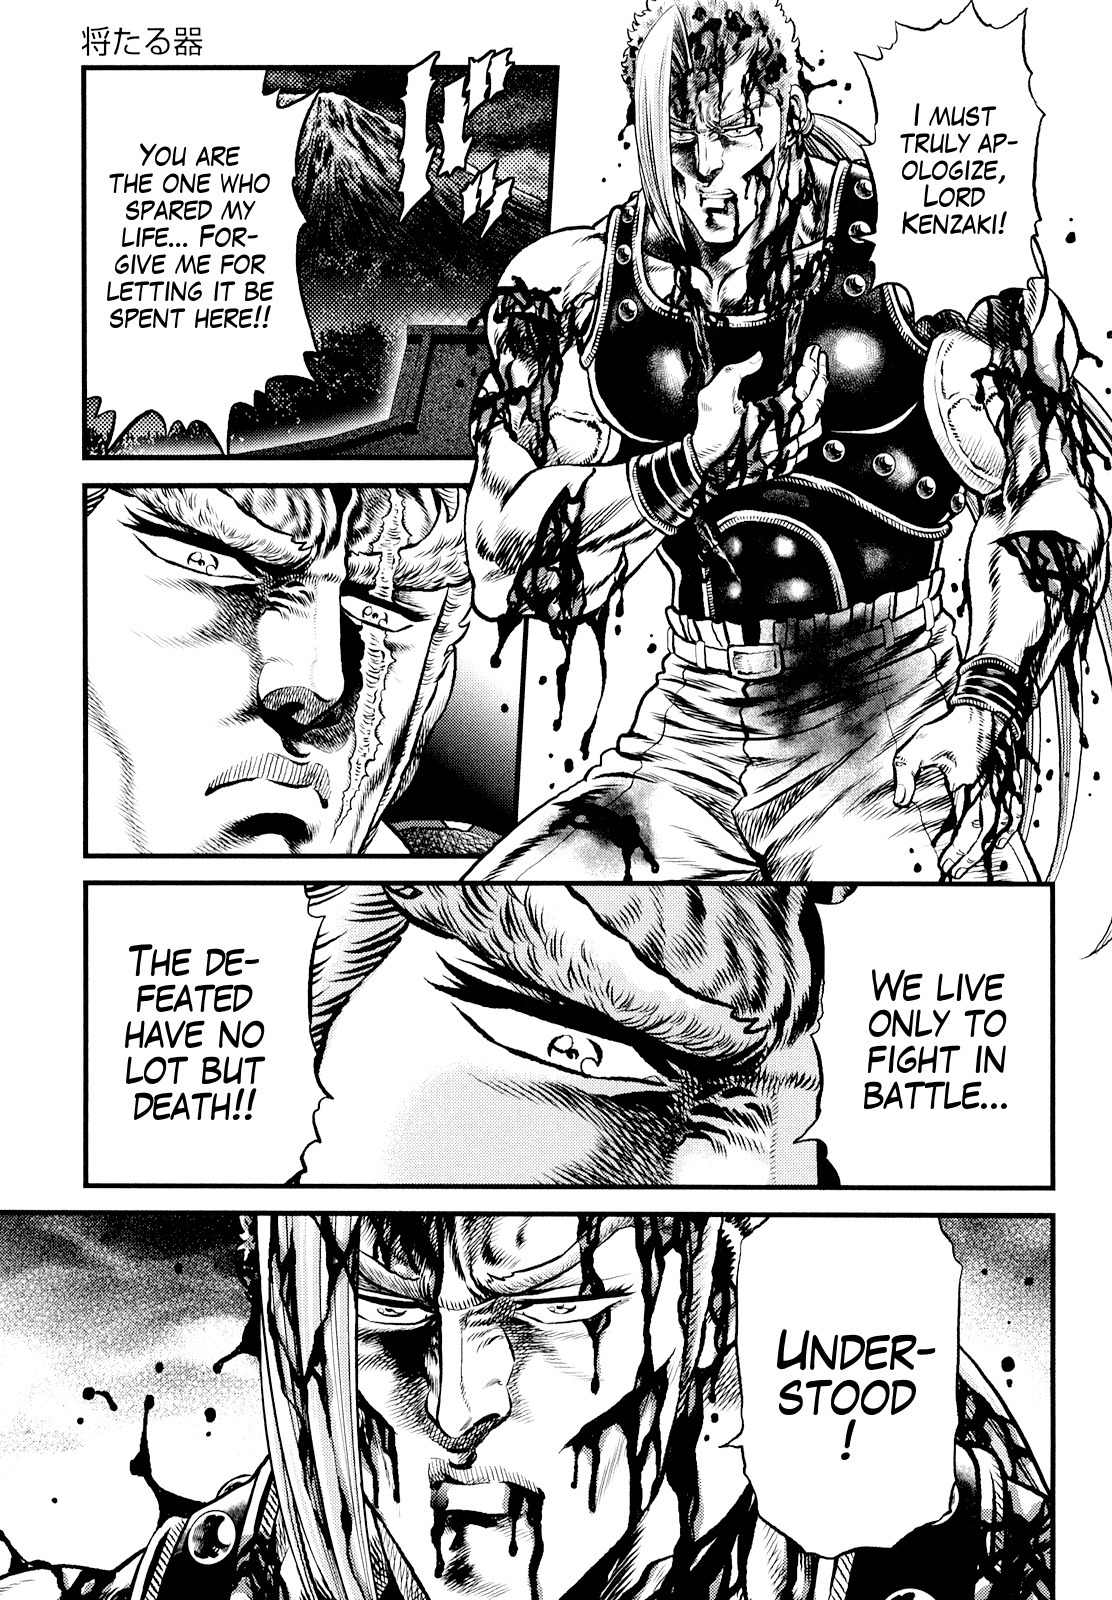 将たる器
I MUST
TRULY AP-
OLOGIZE,
LORD
KENZAKI!
YOU ARE
THE ONE WHO
SPARED MY
LIFE... FOR-
GIVE ME FOR
LETTING IT BE
SPENT HERE!!
WE LIVE
ONLY TO
FIGHT IN
BATTLE...
THE DE-
FEATED
HAVE NO
LOT BUT
DEATH!!
UNDER-
STOOD
!